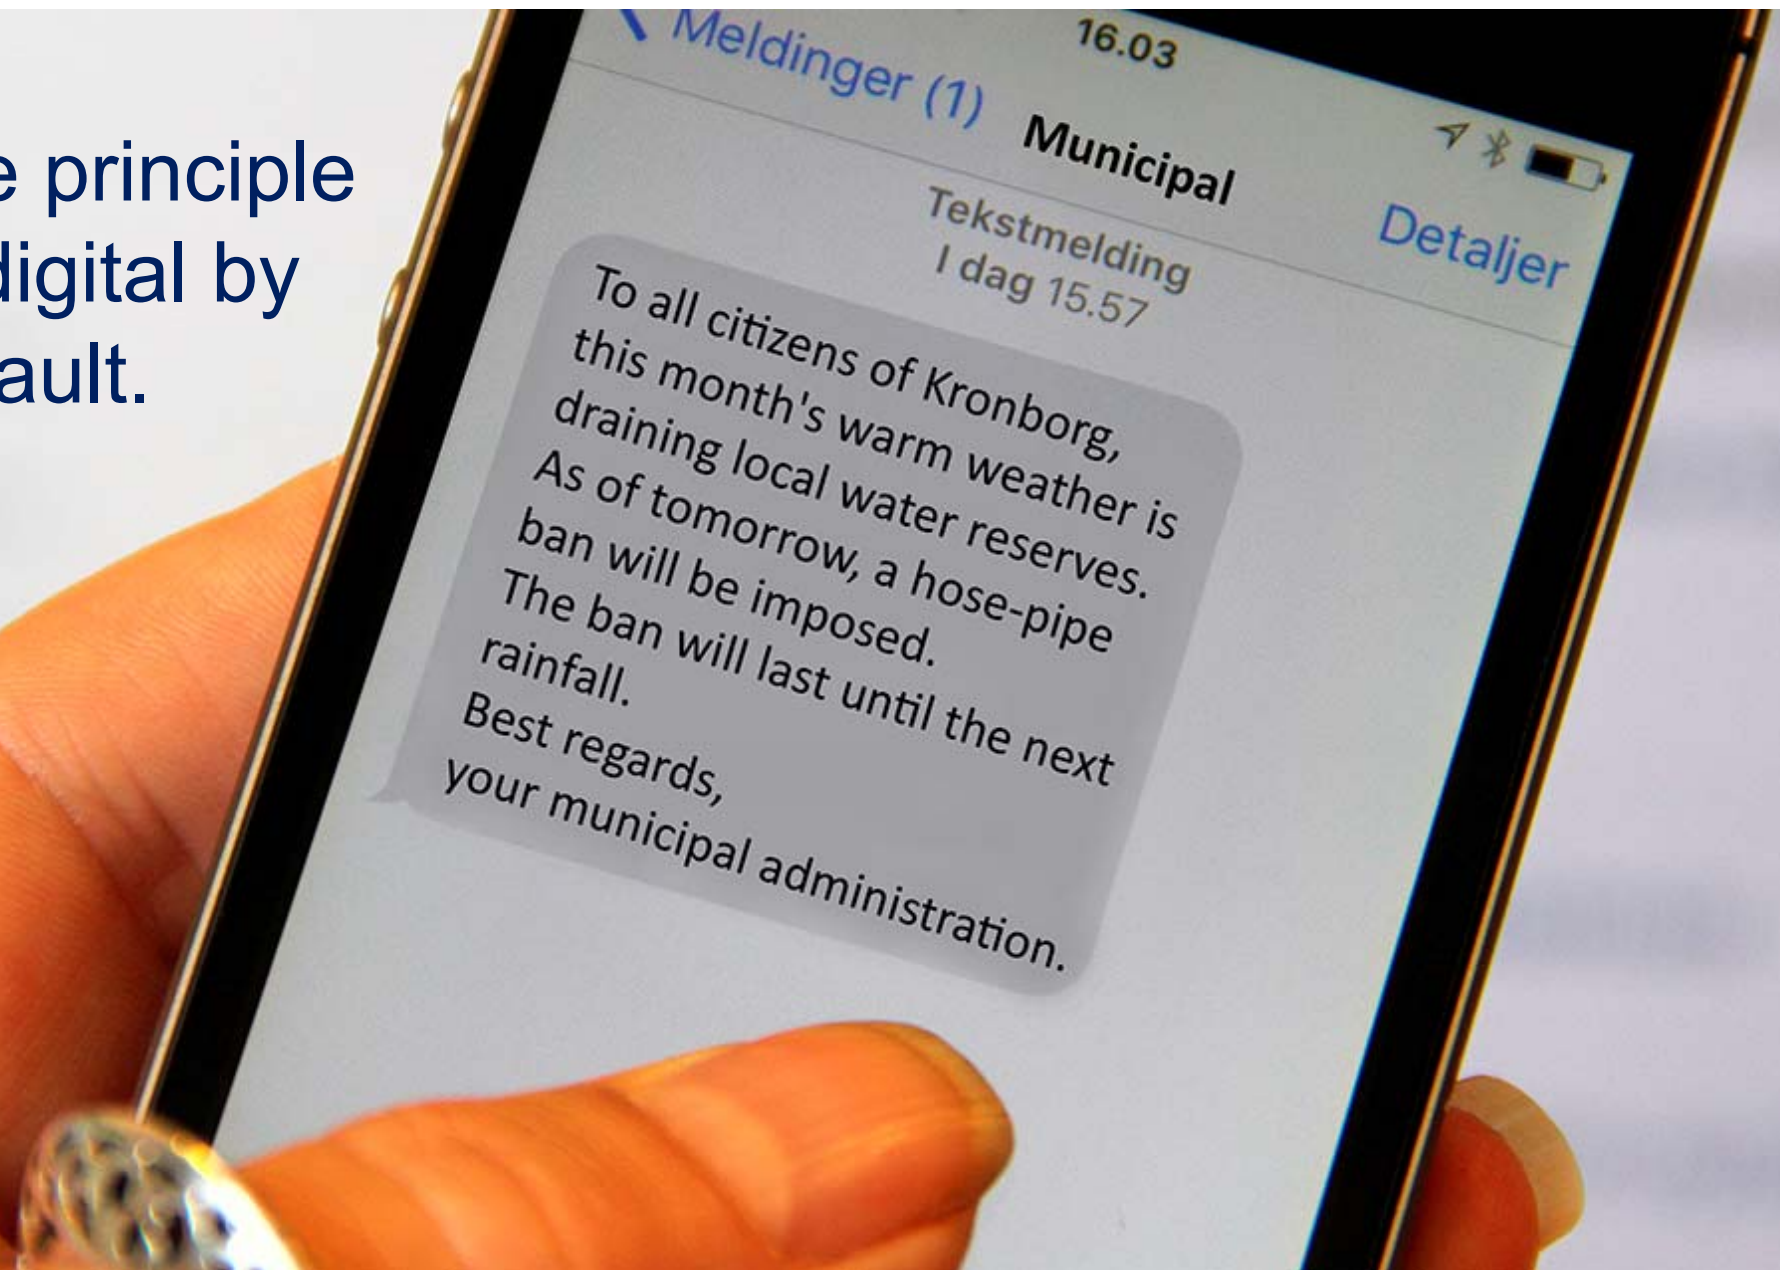 e principle
digital by
ault.
16.03
Meldinger (1)
Municipal
Detaljer
Tekstmelding
I dag 15.57
To all citizens of Kronborg,
this month's warm weather is
draining local water reserves.
As of tomorrow, a hose-pipe
ban will be imposed.
The ban will last until the next
rainfall.
Best regards,
your municipal administration.